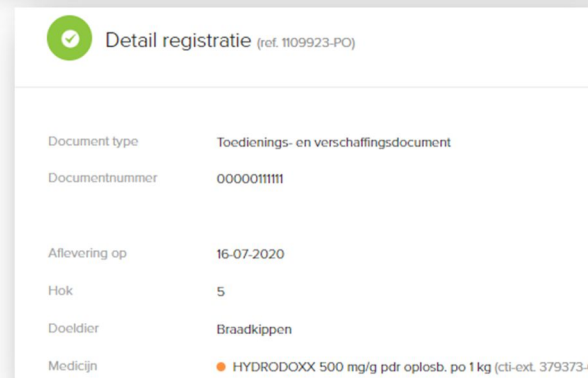 Detail registratie (ref. 1109923-PO)
Document type Toedienings- en verschaffingsdocument
Documentnummer 00000111111
Aflevering op 16-07-2020
Hok 5
Doeldier Braadkippen
Medicijn HYDRODOXX 500 mg/g pdr oplosb. po 1 kg (cti-ext. 379373-